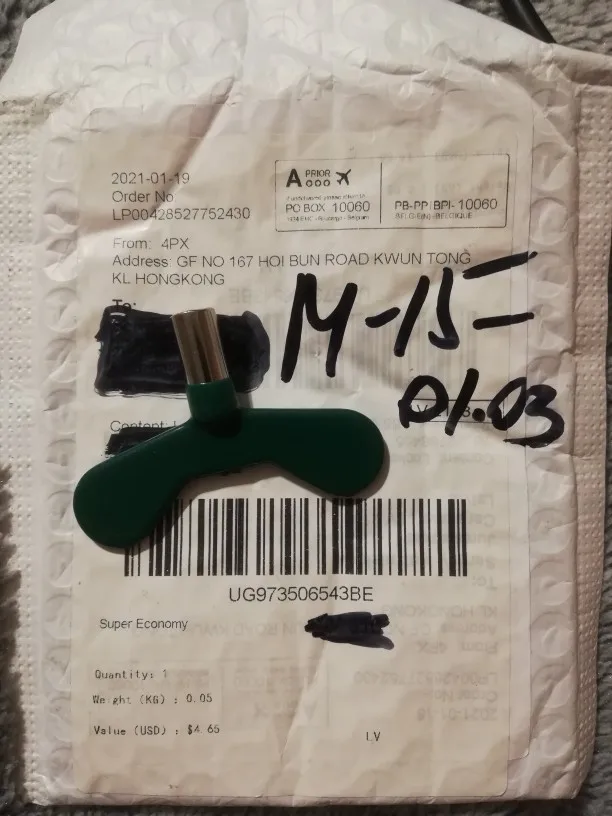 2021-01-19
Order No:
LP00428527752430
A PRIOR
PO BOX 10060
PB-PP|BPI-10060
BELGIE(N)-BELGIQUE
From: 4PX
Address: GF NO 167 HOI BUN ROAD KWUN TONG
KL HONGKONG
To:
M-15-
01.03
UG973506543BE
Super Economy
Quantity: 1
Weight (KG) : 0.05
Value (USD) : $4.65
LV